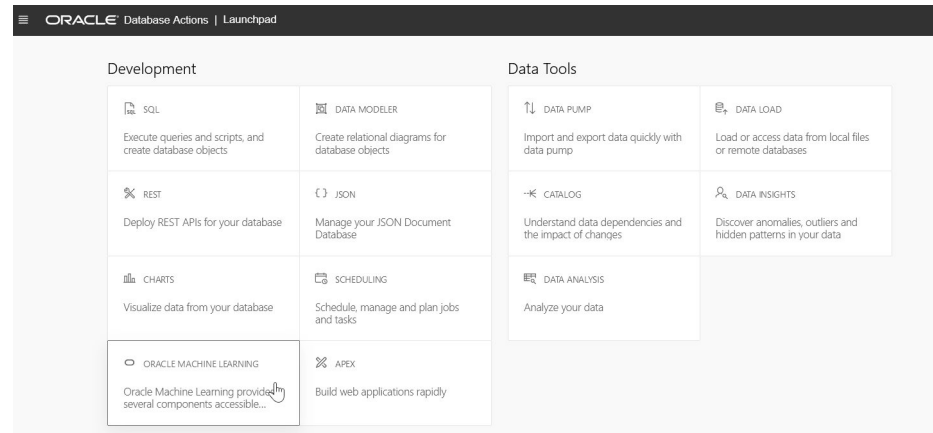 ORACLE Database Actions | Launchpad
Development
SQL
Execute queries and scripts, and
create database objects
DATA MODELER
Create relational diagrams for
database objects
REST
Deploy REST APIs for your database
JSON
Manage your JSON Document
Database
CHARTS
Visualize data from your database
SCHEDULING
Schedule, manage and plan jobs
and tasks
ORACLE MACHINE LEARNING
Oracle Machine Learning provides
several components accessible...
APEX
Build web applications rapidly
Data Tools
DATA PUMP
Import and export data quickly with
data pump
DATA LOAD
Load or access data from local files
or remote databases
CATALOG
Understand data dependencies and
the impact of changes
DATA INSIGHTS
Discover anomalies, outliers and
hidden patterns in your data
DATA ANALYSIS
Analyze your data